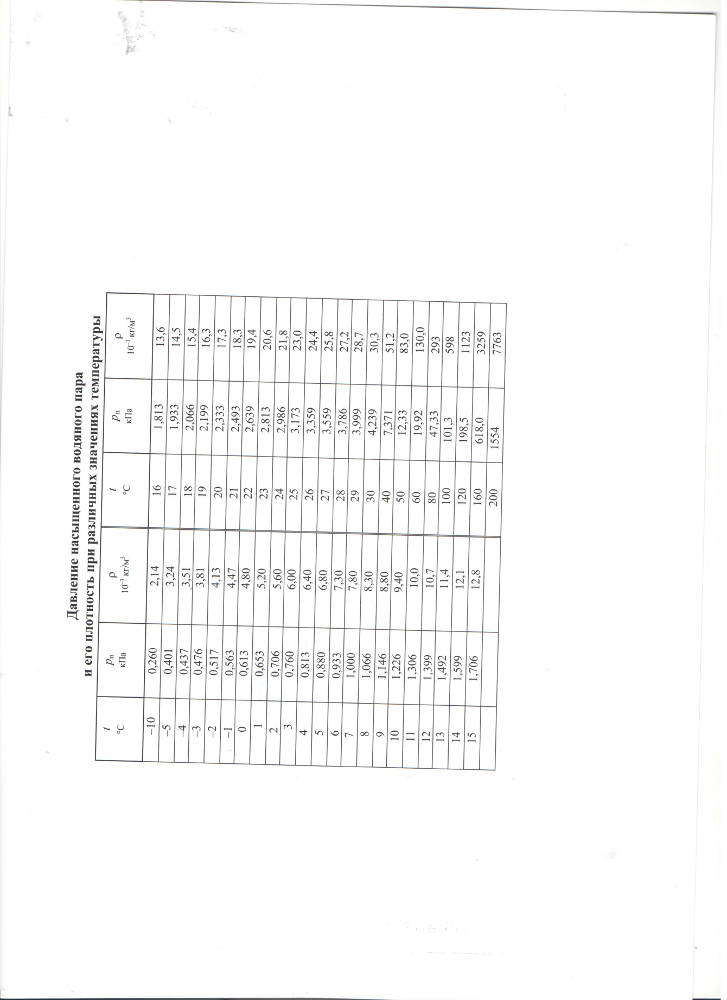 Давление насыщенного водяного пара
и его плотность при различных значениях температуры
t °C pп кПа ρ 10⁻³ кг/м³ t °C pп кПа ρ 10⁻³ кг/м³
–10 0,260 2,14 16 1,813 13,6
–5 0,401 3,24 17 1,933 14,5
–4 0,437 3,51 18 2,066 15,4
–3 0,476 3,81 19 2,199 16,3
–2 0,517 4,13 20 2,333 17,3
–1 0,563 4,47 21 2,493 18,3
0 0,613 4,80 22 2,639 19,4
1 0,653 5,20 23 2,813 20,6
2 0,706 5,60 24 2,986 21,8
3 0,760 6,00 25 3,173 23,0
4 0,813 6,40 26 3,359 24,4
5 0,880 6,80 27 3,559 25,8
6 0,933 7,30 28 3,786 27,2
7 1,000 7,80 29 3,999 28,7
8 1,066 8,30 30 4,239 30,3
9 1,146 8,80 40 7,371 51,2
10 1,226 9,40 50 12,33 83,0
11 1,306 10,0 60 19,92 130,0
12 1,399 10,7 80 47,33 293
13 1,492 11,4 100 101,3 598
14 1,599 12,1 120 198,5 1123
15 1,706 12,8 160 618,0 3259
200 1554 7763